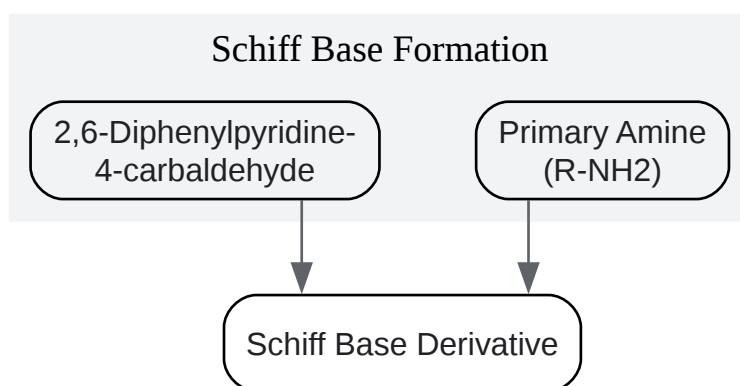 Schiff Base Formation
2,6-Diphenylpyridine-
4-carbaldehyde
Primary Amine
(R-NH2)
Schiff Base Derivative